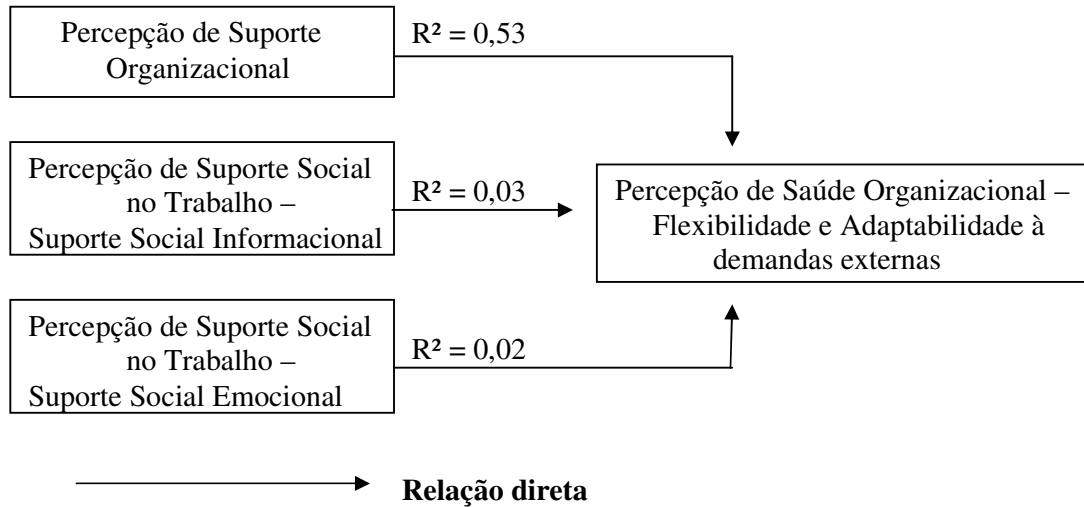 Percepção de Suporte
Organizacional
R² = 0,53
Percepção de Suporte Social
no Trabalho –
Suporte Social Informacional
R² = 0,03
Percepção de Saúde Organizacional –
Flexibilidade e Adaptabilidade à
demandas externas
Percepção de Suporte Social
no Trabalho –
Suporte Social Emocional
R² = 0,02
Relação direta